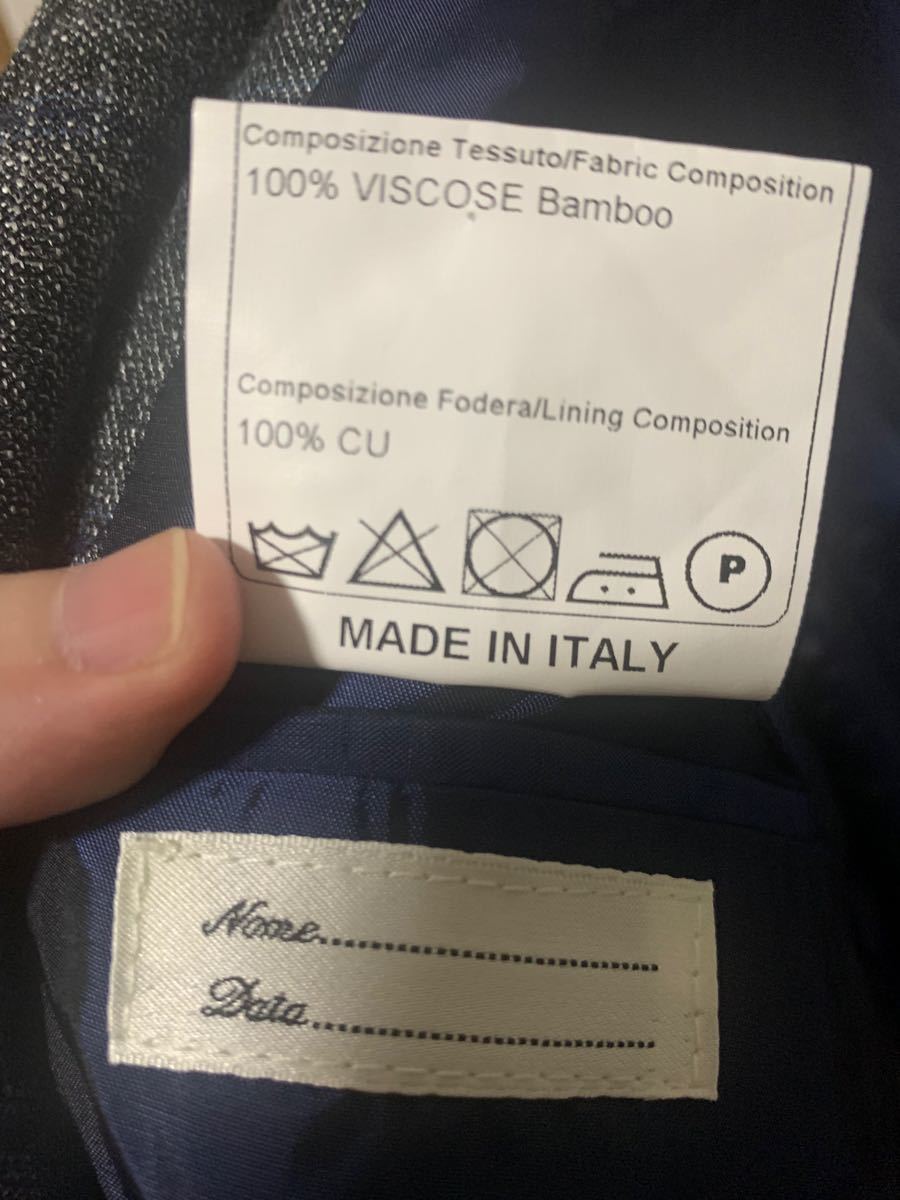 Composizione Tessuto/Fabric Composition
100% VISCOSE Bamboo
Composizione Fodera/Lining Composition
100% CU
P
MADE IN ITALY
Nome....................
Data....................